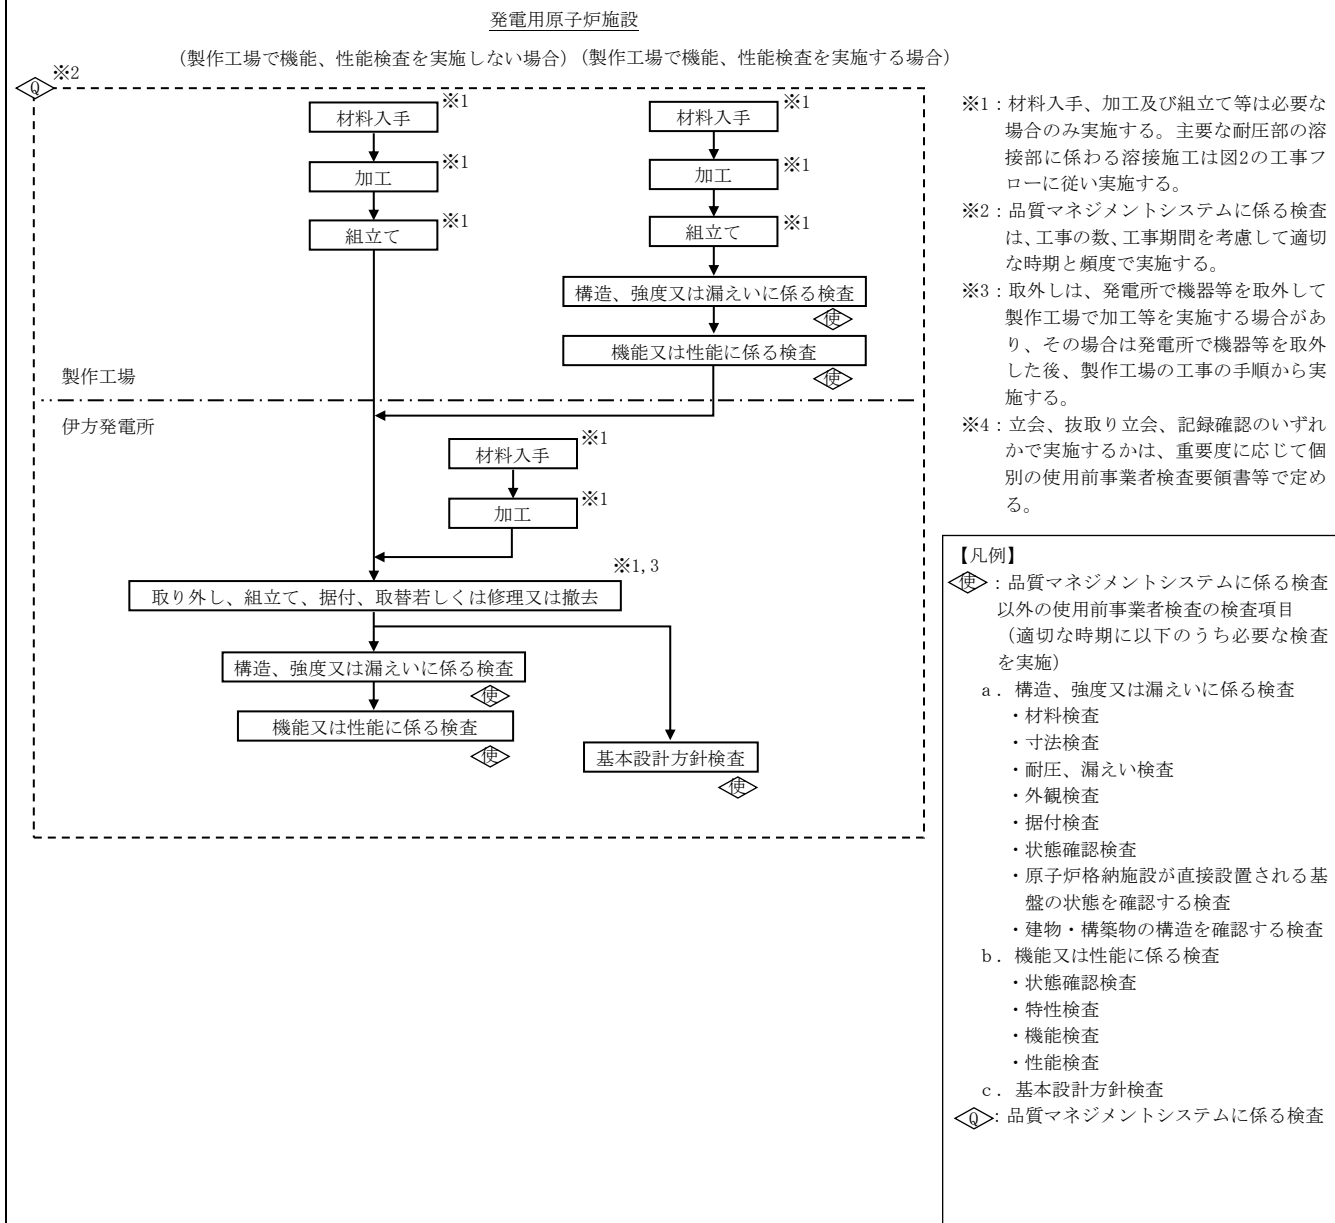 発電用原子炉施設
(製作工場で機能、性能検査を実施しない場合)
(製作工場で機能、性能検査を実施する場合)
Q
※2
材料入手
※1
加工
※1
組立て
※1
材料入手
※1
加工
※1
組立て
※1
構造、強度又は漏えいに係る検査
使
機能又は性能に係る検査
使
製作工場
伊方発電所
材料入手
※1
加工
※1
※1,3
取り外し、組立て、据付、取替若しくは修理又は撤去
構造、強度又は漏えいに係る検査
使
機能又は性能に係る検査
使
基本設計方針検査
使
※1：材料入手、加工及び組立て等は必要な
場合のみ実施する。主要な耐圧部の溶
接部に係わる溶接施工は図2の工事フ
ローに従い実施する。
※2：品質マネジメントシステムに係る検査
は、工事の数、工事期間を考慮して適切
な時期と頻度で実施する。
※3：取外しは、発電所で機器等を取外して
製作工場で加工等を実施する場合があ
り、その場合は発電所で機器等を取外
した後、製作工場の工事の手順から実
施する。
※4：立会、抜取り立会、記録確認のいずれ
かで実施するかは、重要度に応じて個
別の使用前事業者検査要領書等で定め
る。
【凡例】
使：品質マネジメントシステムに係る検査
以外の使用前事業者検査の検査項目
（適切な時期に以下のうち必要な検査
を実施）
a．構造、強度又は漏えいに係る検査
・材料検査
・寸法検査
・耐圧、漏えい検査
・外観検査
・据付検査
・状態確認検査
・原子炉格納施設が直接設置される基
盤の状態を確認する検査
・建物・構築物の構造を確認する検査
b．機能又は性能に係る検査
・状態確認検査
・特性検査
・機能検査
・性能検査
c．基本設計方針検査
Q：品質マネジメントシステムに係る検査